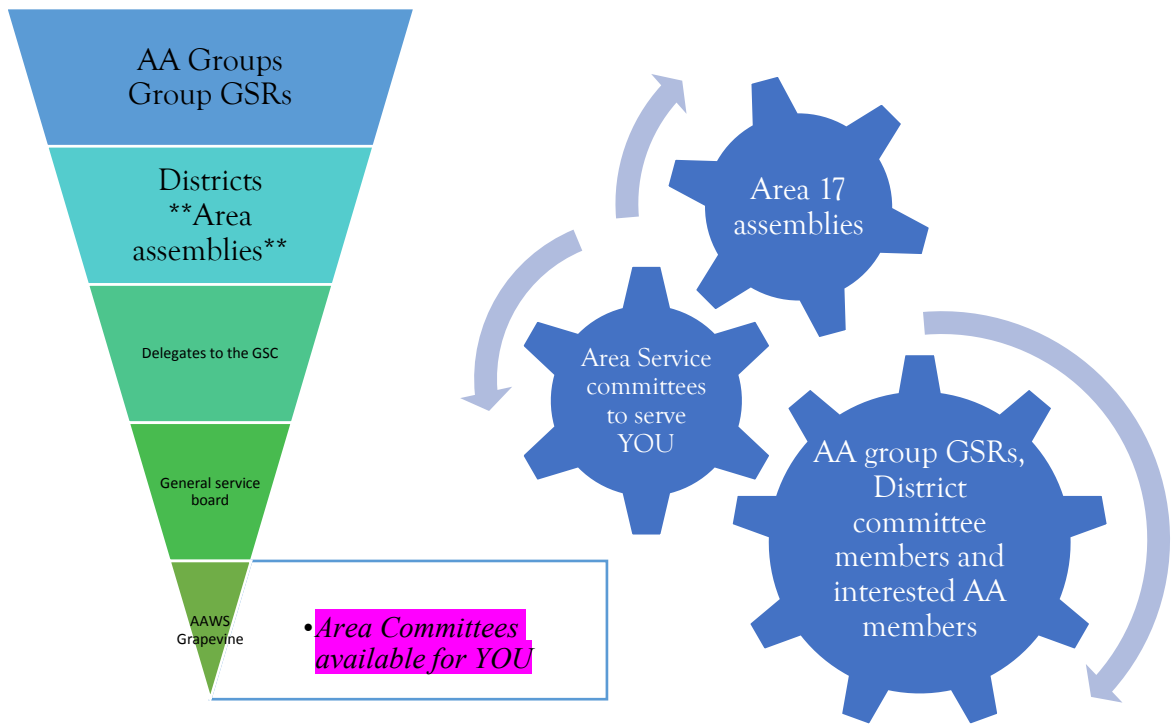 AA Groups
Group GSRs
Districts
**Area
assemblies**
Delegates to the GSC
General service
board
AAWS
Grapevine
•Area Committees
available for YOU
Area 17
assemblies
Area Service
committees
to serve
YOU
AA group GSRs,
District
committee
members and
interested AA
members